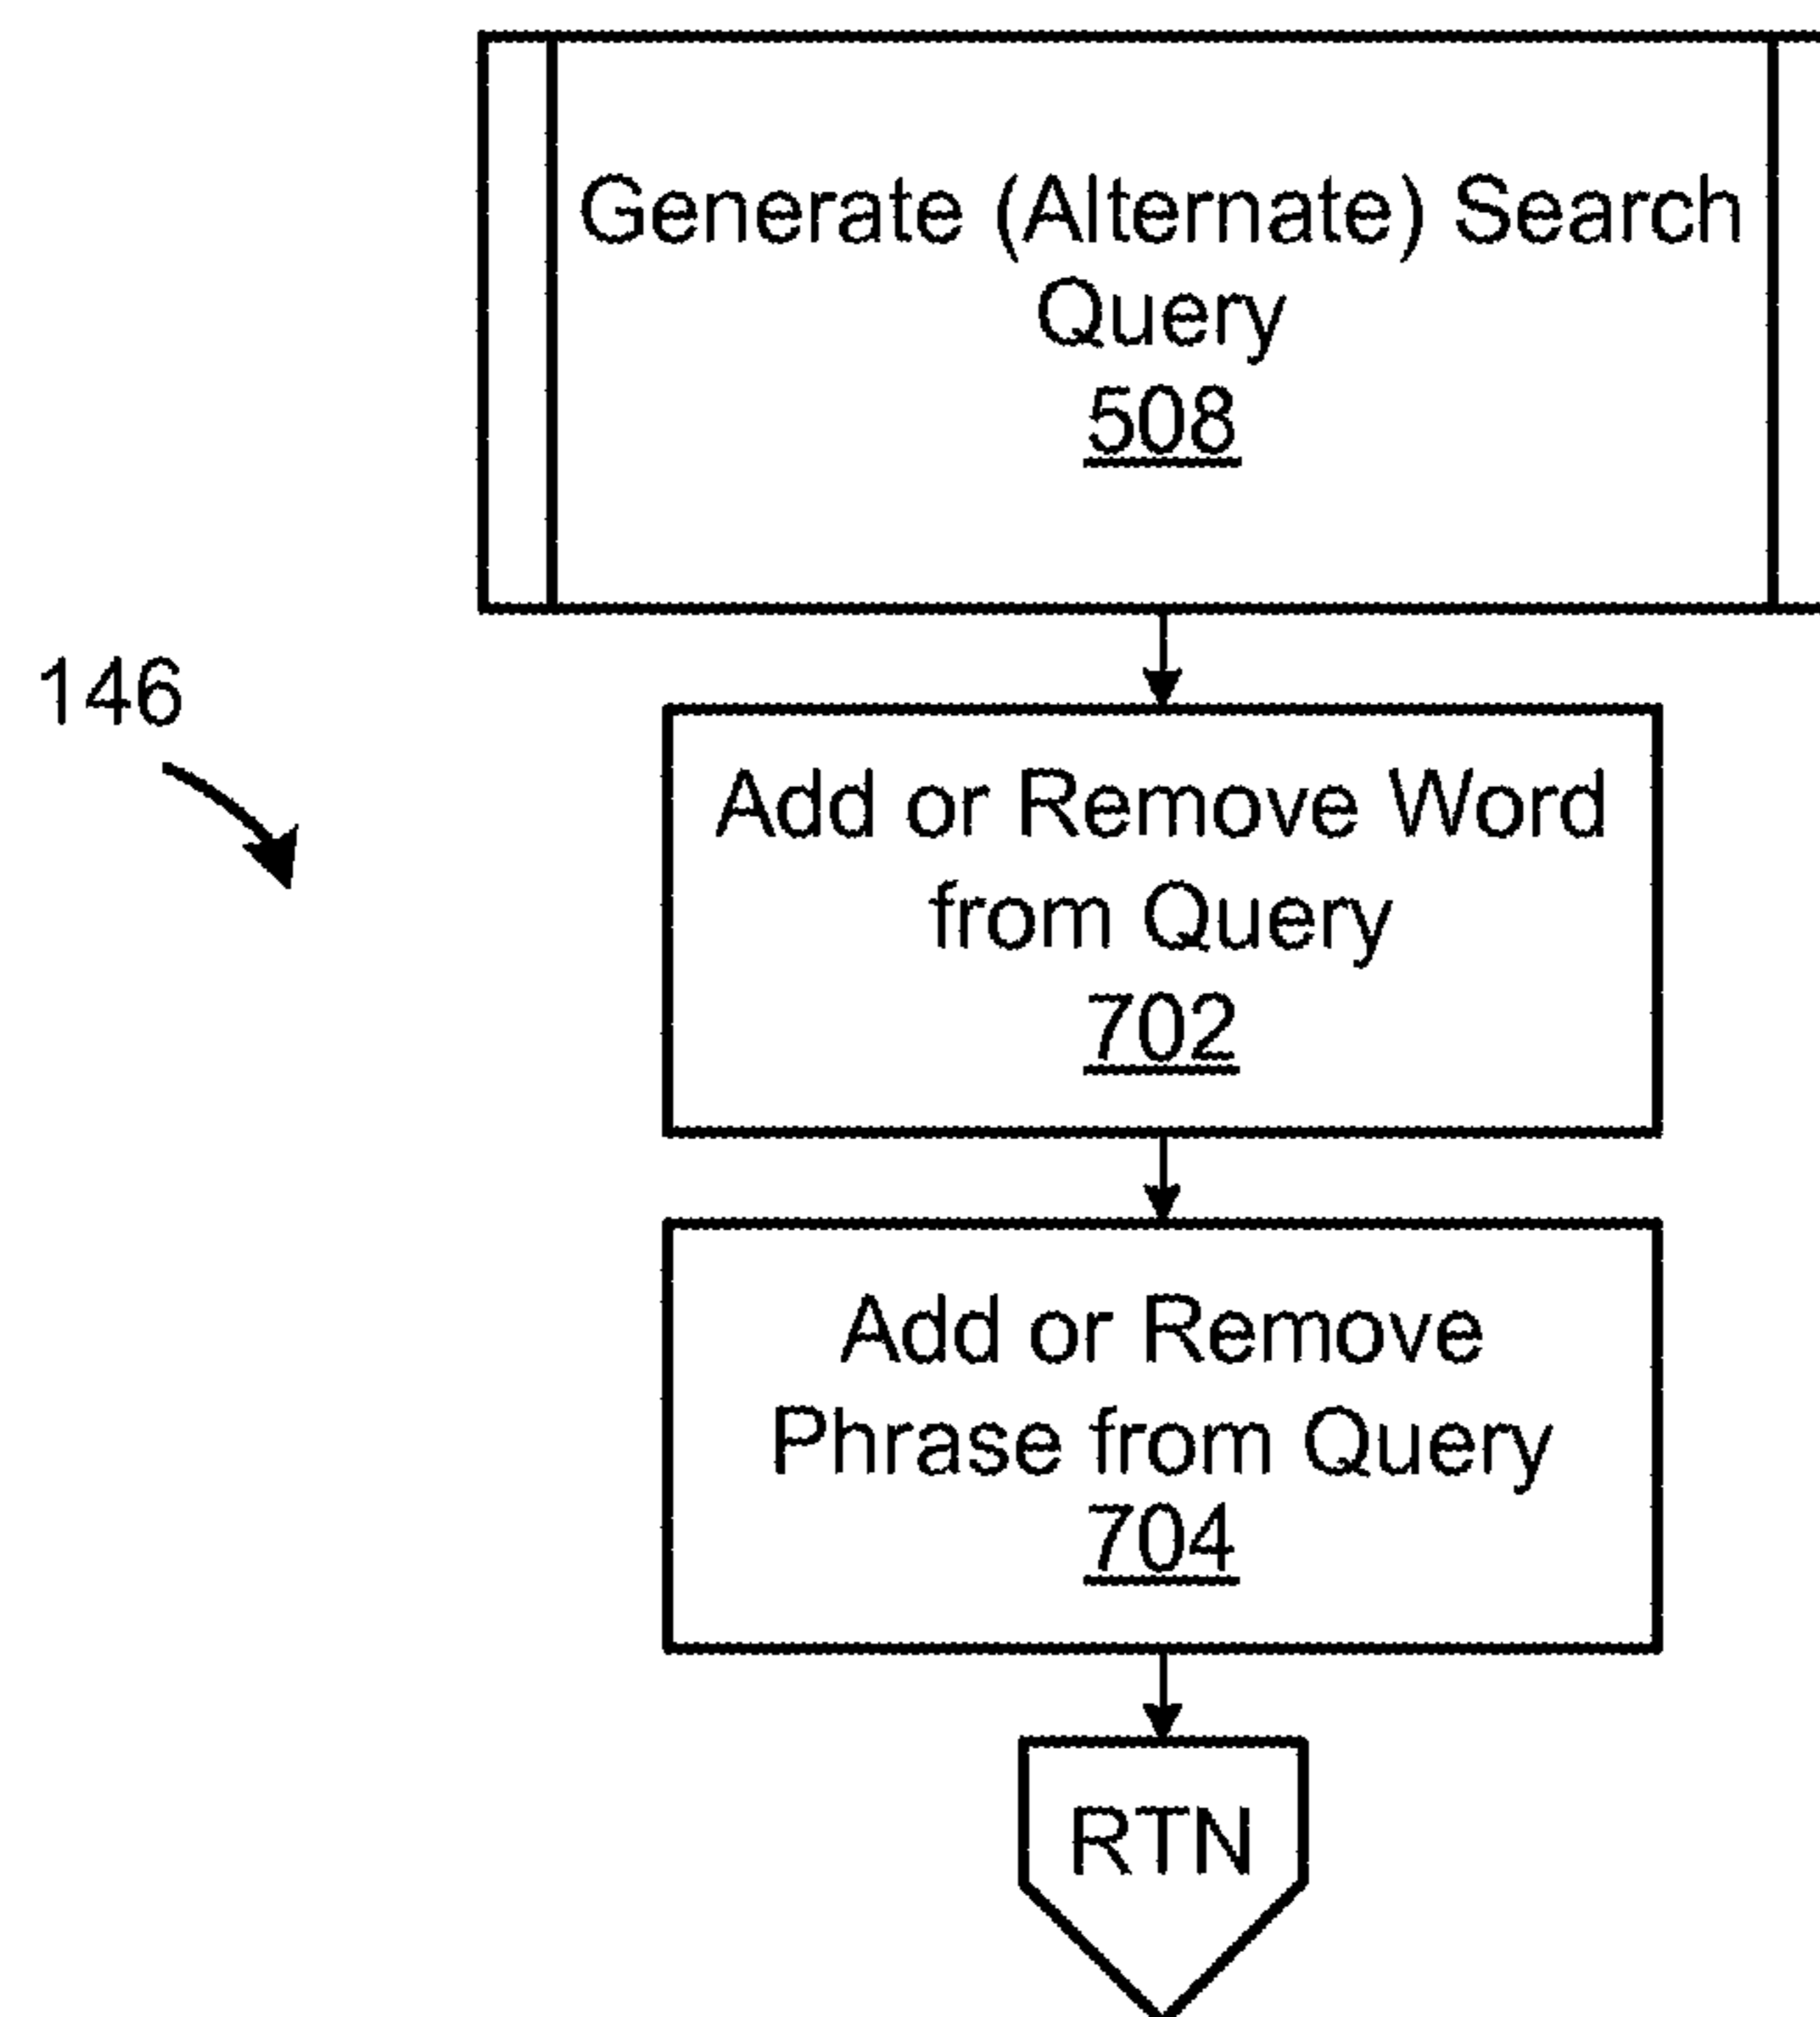 Generate (Alternate) Search
Query
508
146
Add or Remove Word
from Query
702
Add or Remove
Phrase from Query
704
RTN